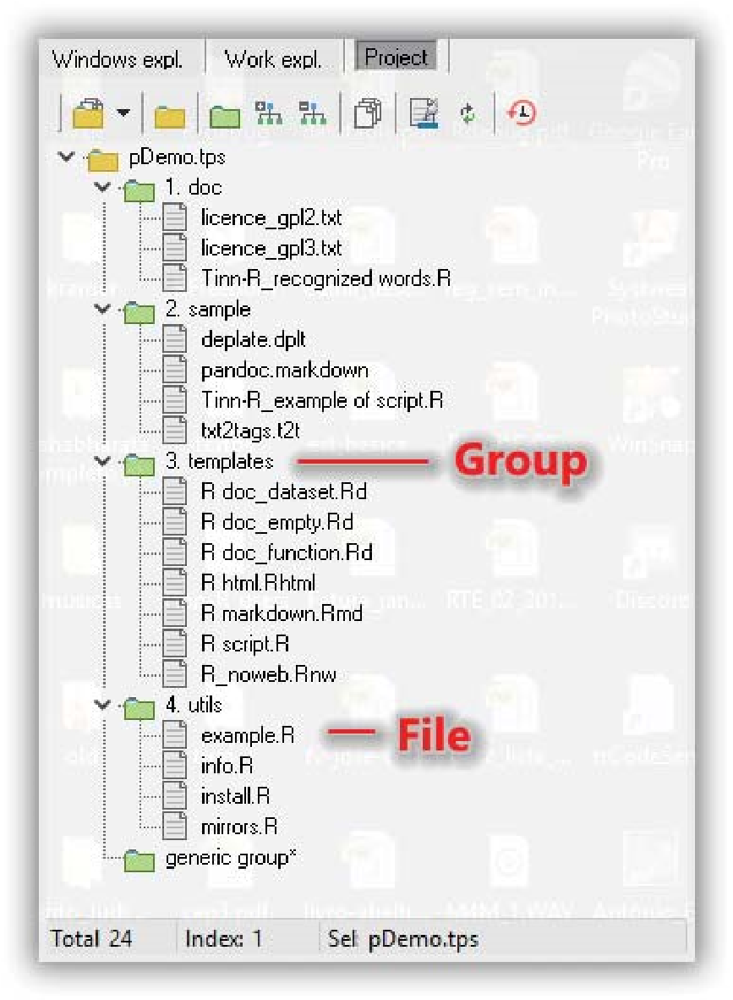 Windows expl. Work expl. Project
pDemo.tps
1. doc
licence_gpl2.txt
licence_gpl3.txt
Tinn-R_recognized words.R
2. sample
deplate.dplt
pandoc.markdown
Tinn-R_example of script.R
txt2tags.t2t
3. templates
Group
R doc_dataset.Rd
R doc_empty.Rd
R doc_function.Rd
R html.Rhtml
R markdown.Rmd
R script.R
R_noweb.Rnw
4. utils
example.R
File
info.R
install.R
mirrors.R
generic group*
Total 24 Index: 1 Sel: pDemo.tps